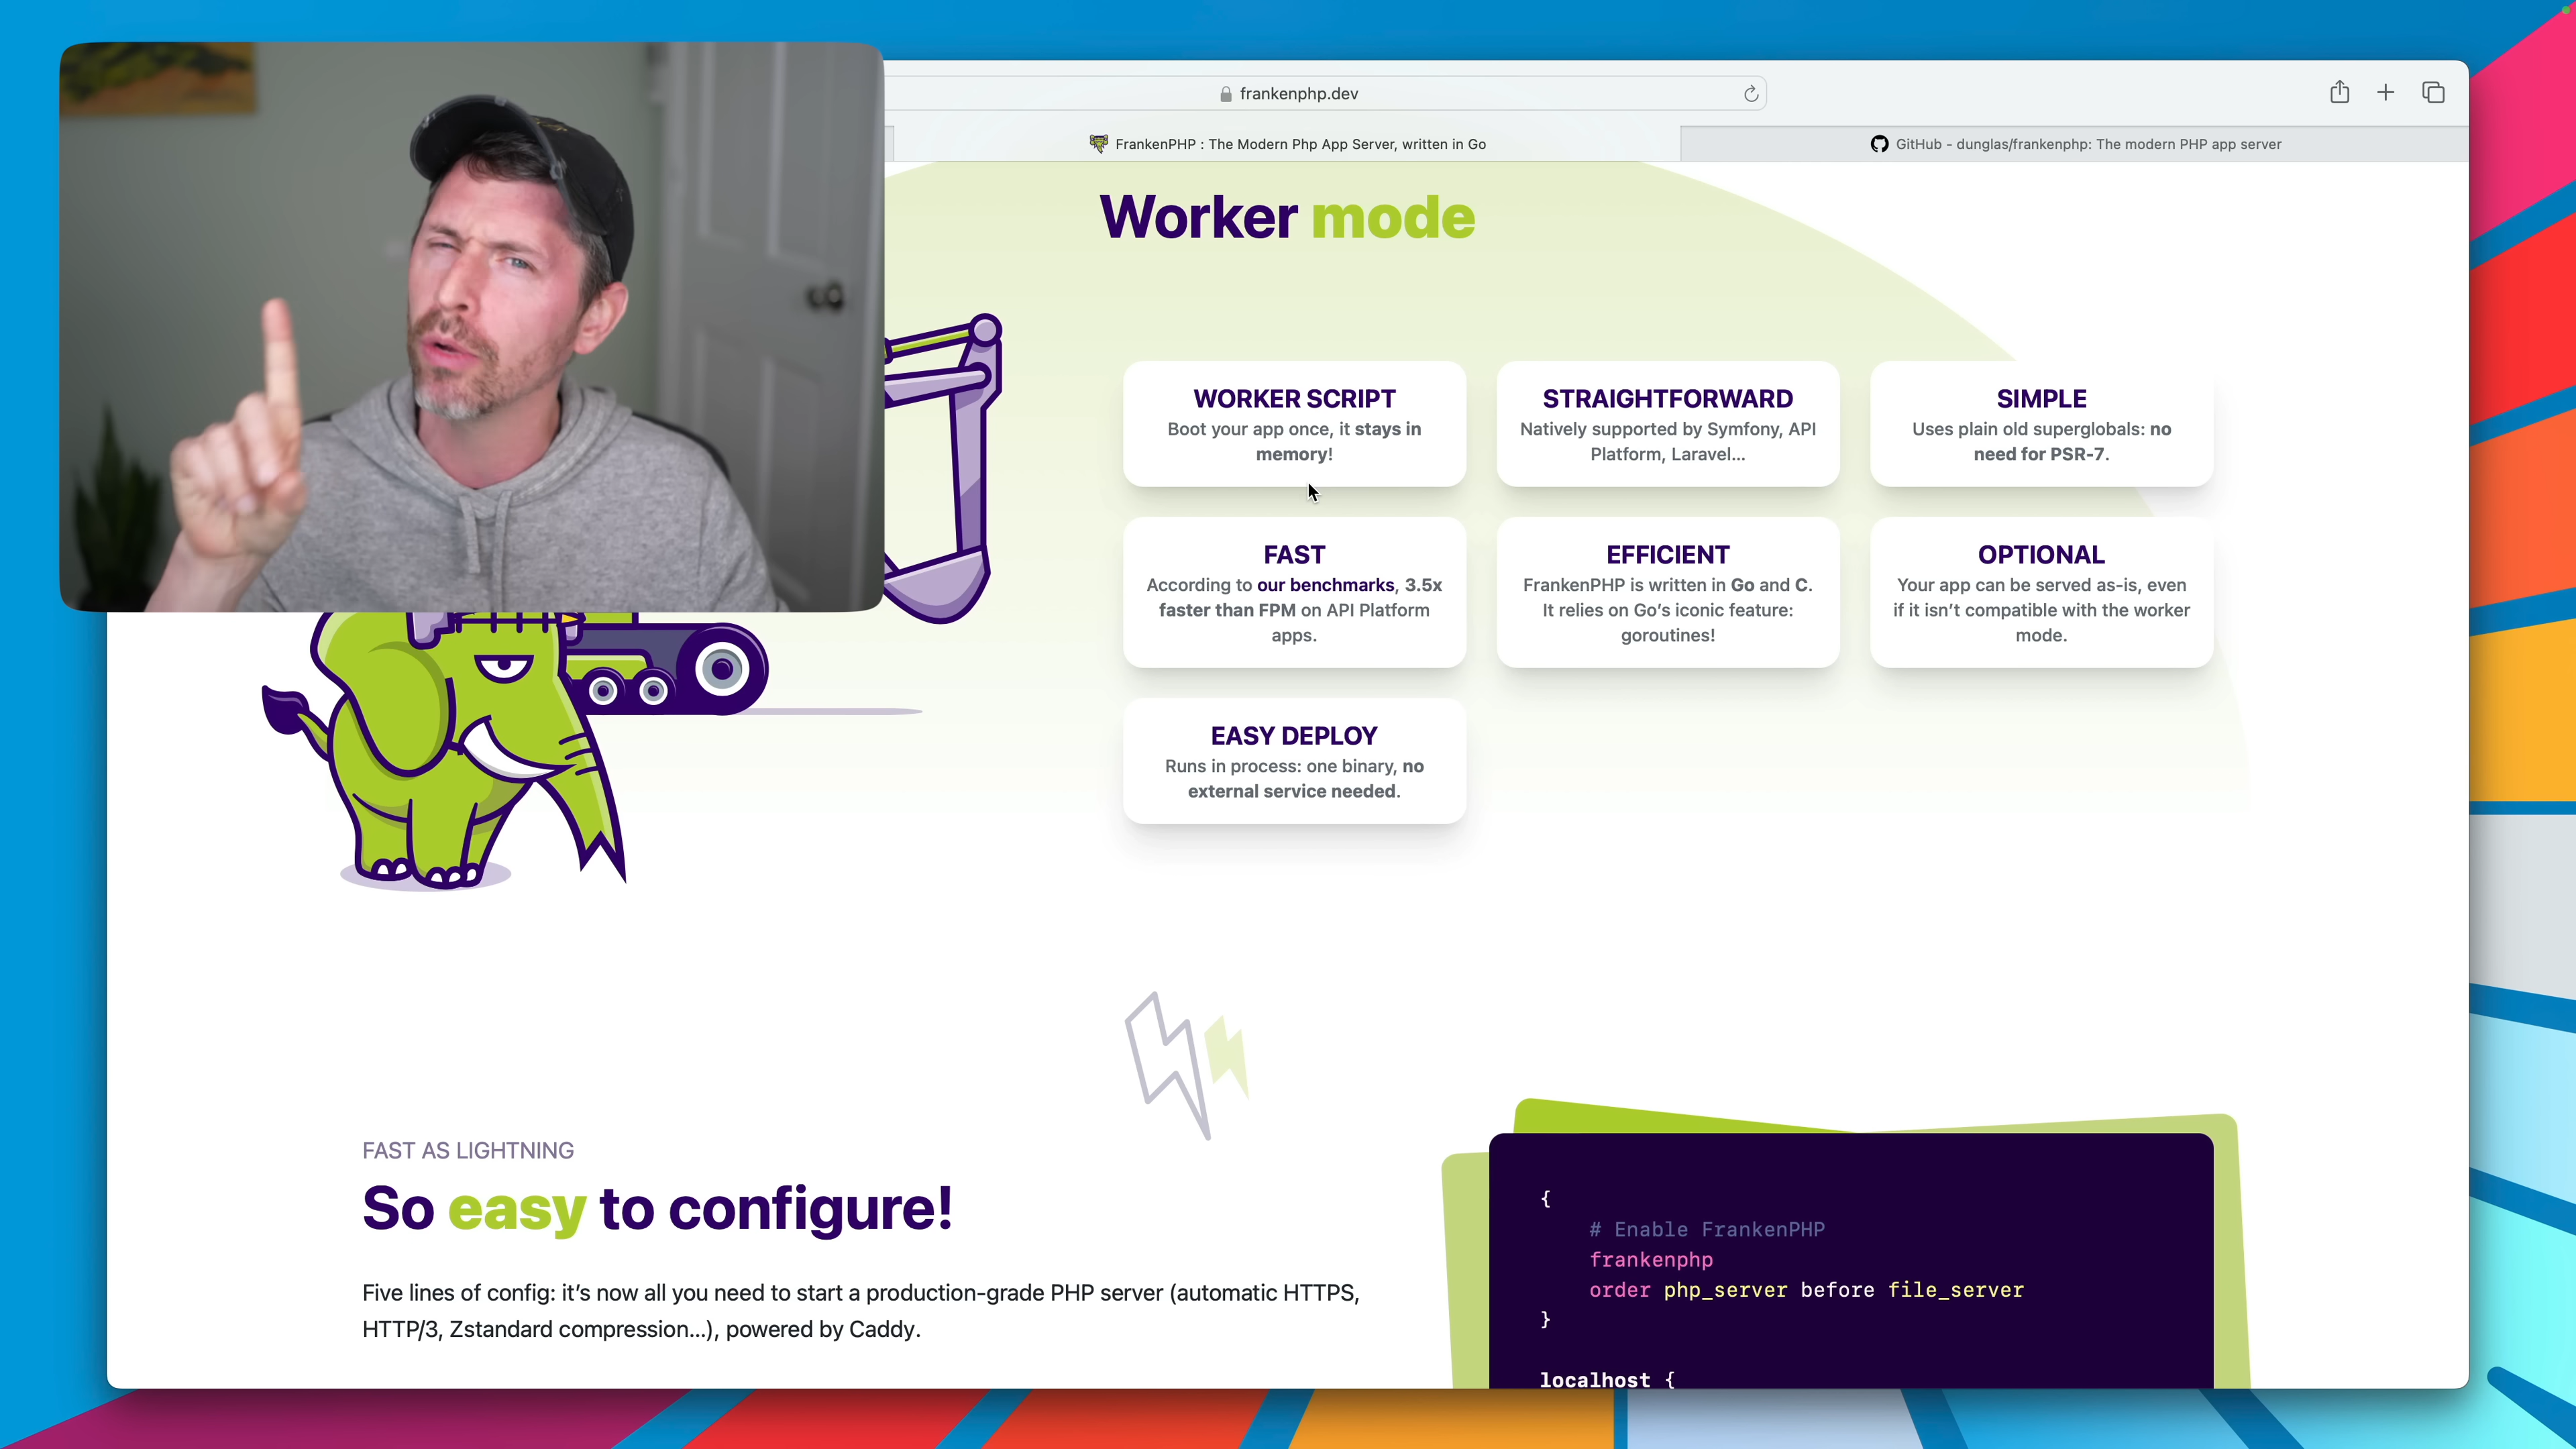 frankenphp.dev
FrankenPHP : The Modern Php App Server, written in Go
GitHub - dunglas/frankenphp: The modern PHP app server
Worker mode
WORKER SCRIPT
Boot your app once, it stays in
memory!
STRAIGHTFORWARD
Natively supported by Symfony, API
Platform, Laravel...
SIMPLE
Uses plain old superglobals: no
need for PSR-7.
FAST
According to our benchmarks, 3.5x
faster than FPM on API Platform
apps.
EFFICIENT
FrankenPHP is written in Go and C.
It relies on Go’s iconic feature:
goroutines!
OPTIONAL
Your app can be served as-is, even
if it isn’t compatible with the worker
mode.
EASY DEPLOY
Runs in process: one binary, no
external service needed.
FAST AS LIGHTNING
So easy to configure!
Five lines of config: it’s now all you need to start a production-grade PHP server (automatic HTTPS,
HTTP/3, Zstandard compression...), powered by Caddy.
{
# Enable FrankenPHP
frankenphp
order php_server before file_server
}
localhost {